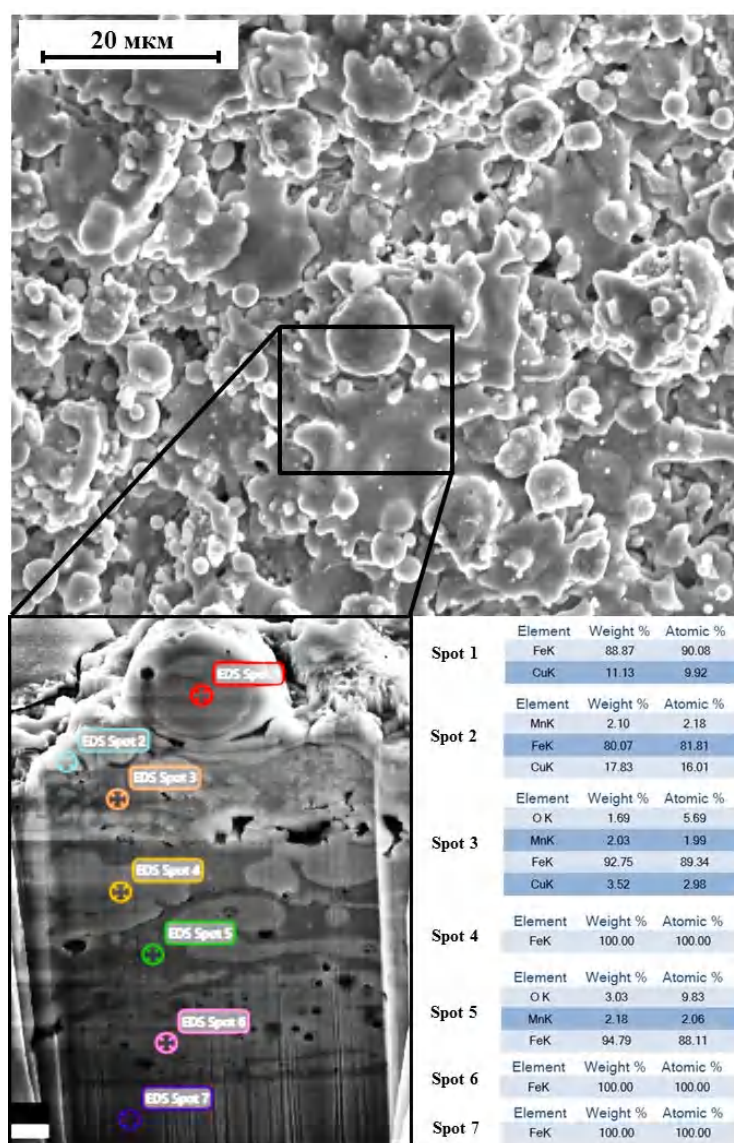 20 мкм
EDS Spot
EDS Spot 2
EDS Spot 3
EDS Spot 4
EDS Spot 5
EDS Spot 6
EDS Spot 7
Spot 1
Element Weight % Atomic %
FeK 88.87 90.08
CuK 11.13 9.92
Spot 2
Element Weight % Atomic %
MnK 2.10 2.18
FeK 80.07 81.81
CuK 17.83 16.01
Spot 3
Element Weight % Atomic %
O K 1.69 5.69
MnK 2.03 1.99
FeK 92.75 89.34
CuK 3.52 2.98
Spot 4
Element Weight % Atomic %
FeK 100.00 100.00
Spot 5
Element Weight % Atomic %
O K 3.03 9.83
MnK 2.18 2.06
FeK 94.79 88.11
Spot 6
Element Weight % Atomic %
FeK 100.00 100.00
Spot 7
Element Weight % Atomic %
FeK 100.00 100.00